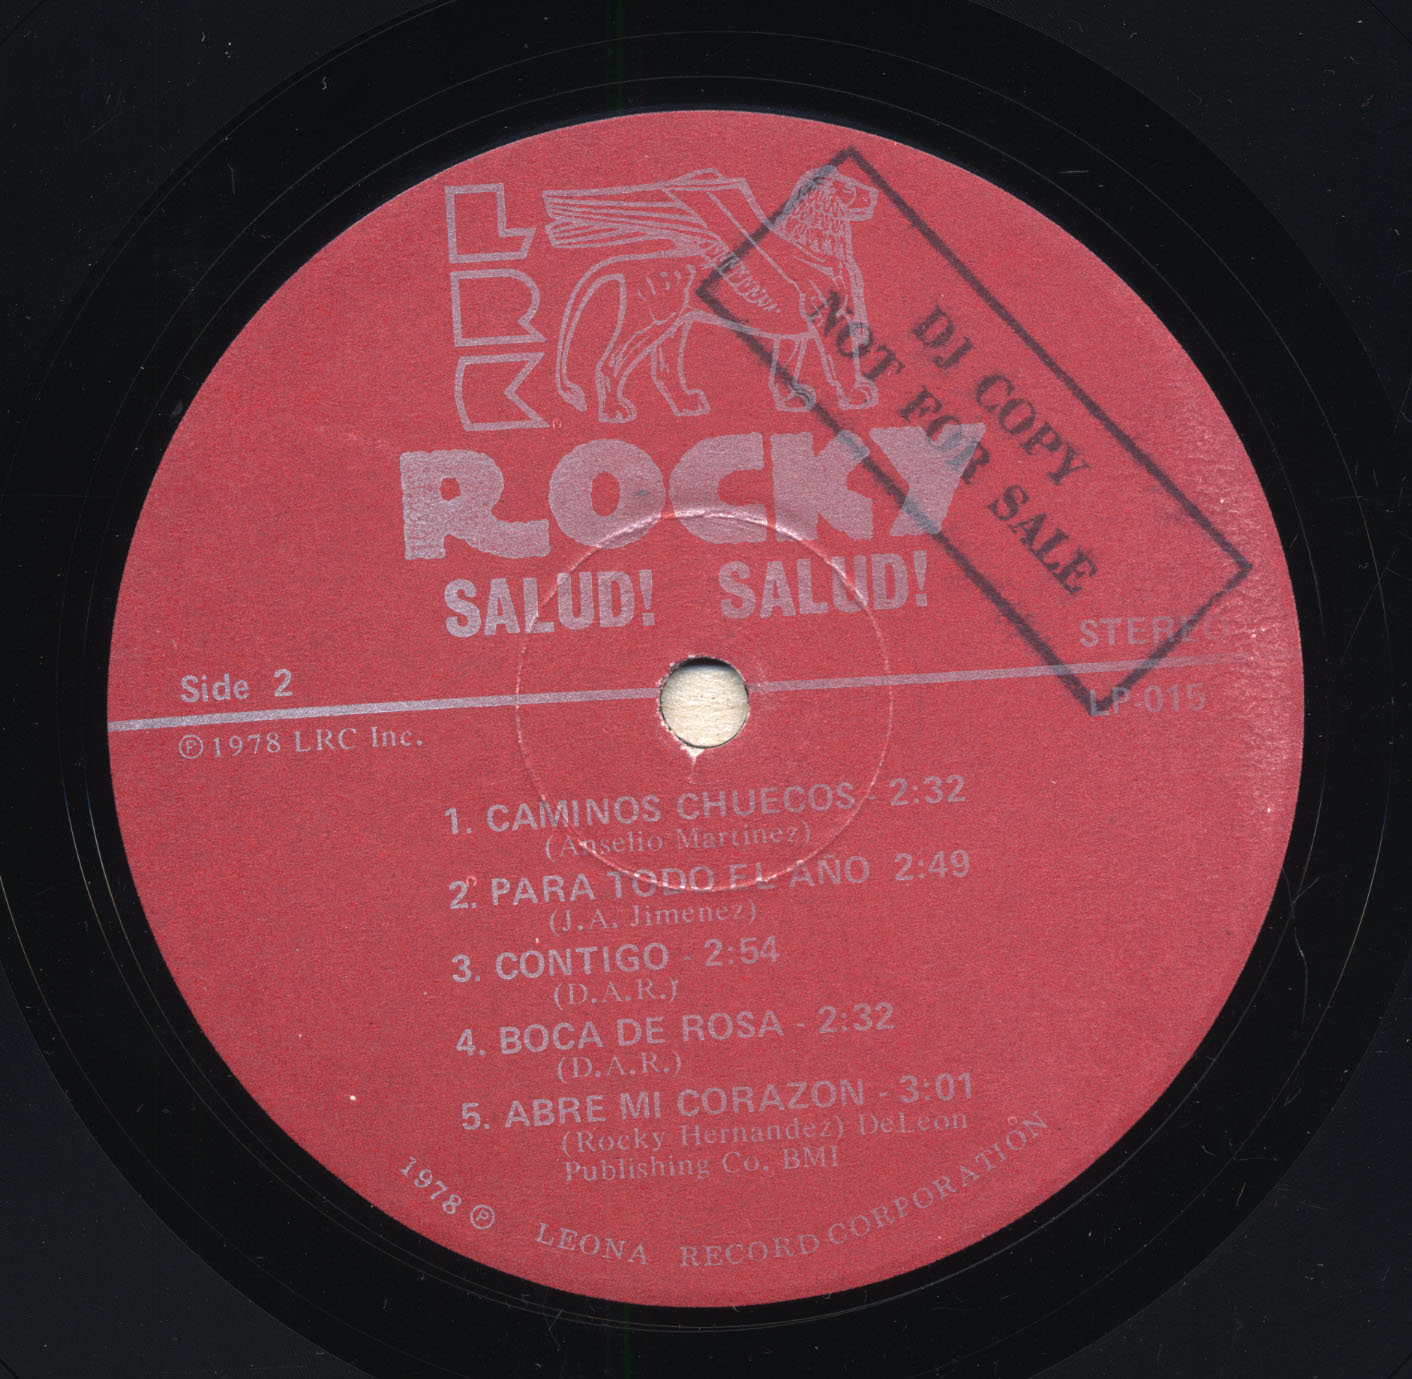 LRC
ROCKY
SALUD! SALUD!
DJ COPY
NOT FOR SALE
STEREO
Side 2
LP-015
Ⓟ1978 LRC Inc.
1. CAMINOS CHUECOS - 2:32
(Anselio Martinez)
2. PARA TODO EL AÑO 2:49
(J.A. Jimenez)
3. CONTIGO - 2:54
(D.A.R.)
4. BOCA DE ROSA - 2:32
(D.A.R.)
5. ABRE MI CORAZON - 3:01
(Rocky Hernandez) DeLeon
Publishing Co. BMI
1978 Ⓟ LEONA RECORD CORPORATION